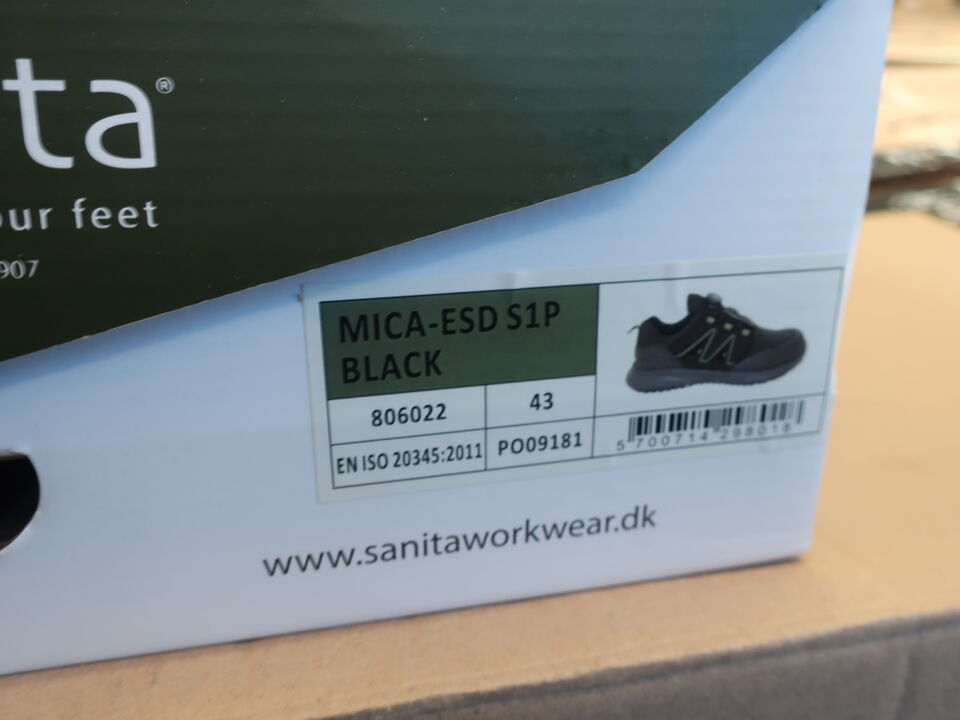 ta®
our feet
907
MICA-ESD S1P
BLACK
806022
43
EN ISO 20345:2011
PO09181
5 700714 298018
www.sanitaworkwear.dk